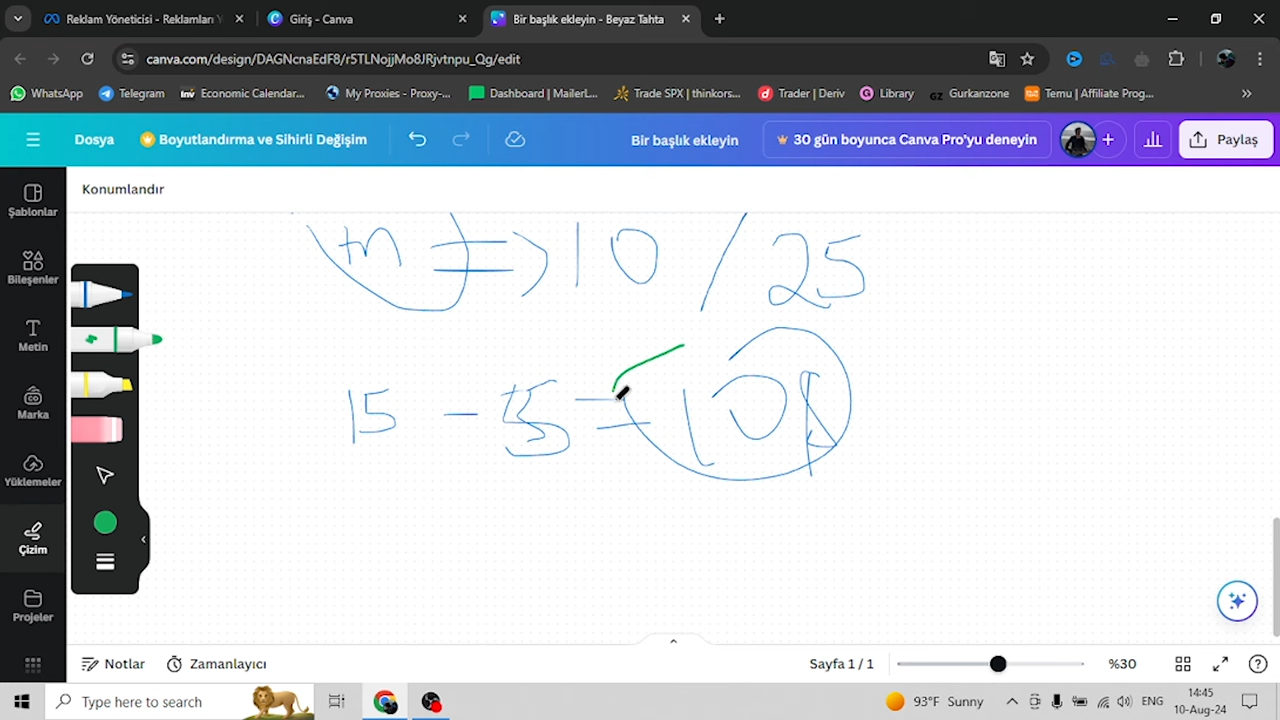 Reklam Yöneticisi - Reklamları Y
Giriş - Canva
Bir başlık ekleyin - Beyaz Tahta
canva.com/design/DAGNcnaEdF8/r5TLNojjMo8JRjvtnpu_Qg/edit
WhatsApp
Telegram
Economic Calendar...
My Proxies - Proxy-...
Dashboard | MailerL...
Trade SPX | thinkors...
Trader | Deriv
Library
Gurkanzone
Temu | Affiliate Prog...
Dosya
Boyutlandırma ve Sihirli Değişim
Bir başlık ekleyin
30 gün boyunca Canva Pro'yu deneyin
Paylaş
Konumlandır
Şablonlar
Bileşenler
Metin
Marka
Yüklemeler
Çizim
Projeler
10 / 25
15 - 5 = 10$
Notlar
Zamanlayıcı
Sayfa 1 / 1
%30
Type here to search
93°F Sunny
ENG
14:45
10-Aug-24